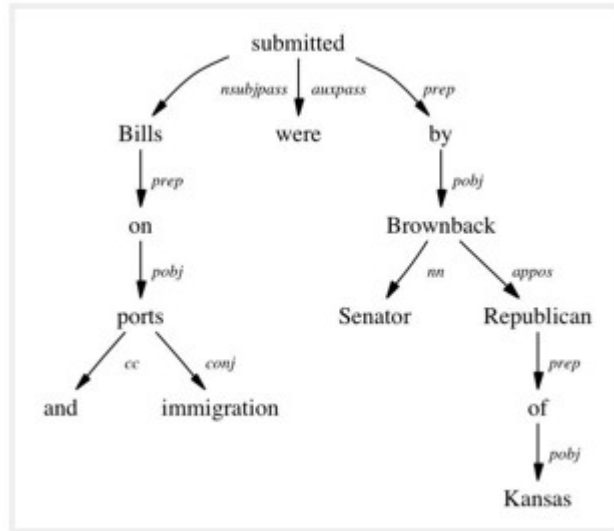 submitted
nsubjpass auxpass prep
Bills were by
prep pobj
on Brownback
pobj nn appos
ports Senator Republican
cc conj prep
and immigration of
pobj
Kansas